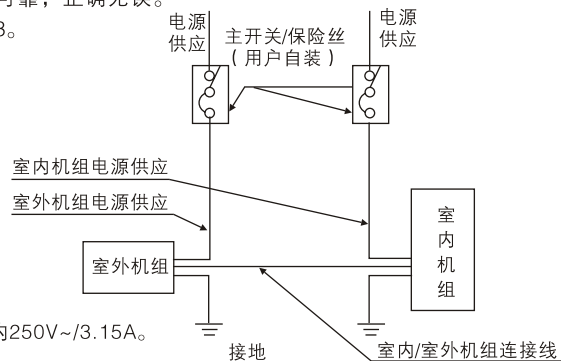 可靠，正确无误。
3。
电源
供应
电源
供应
主开关/保险丝
（用户自装）
室内机组电源供应
室外机组电源供应
室外机组
室内机组
为250V~/3.15A。
接地
室内/室外机组连接线